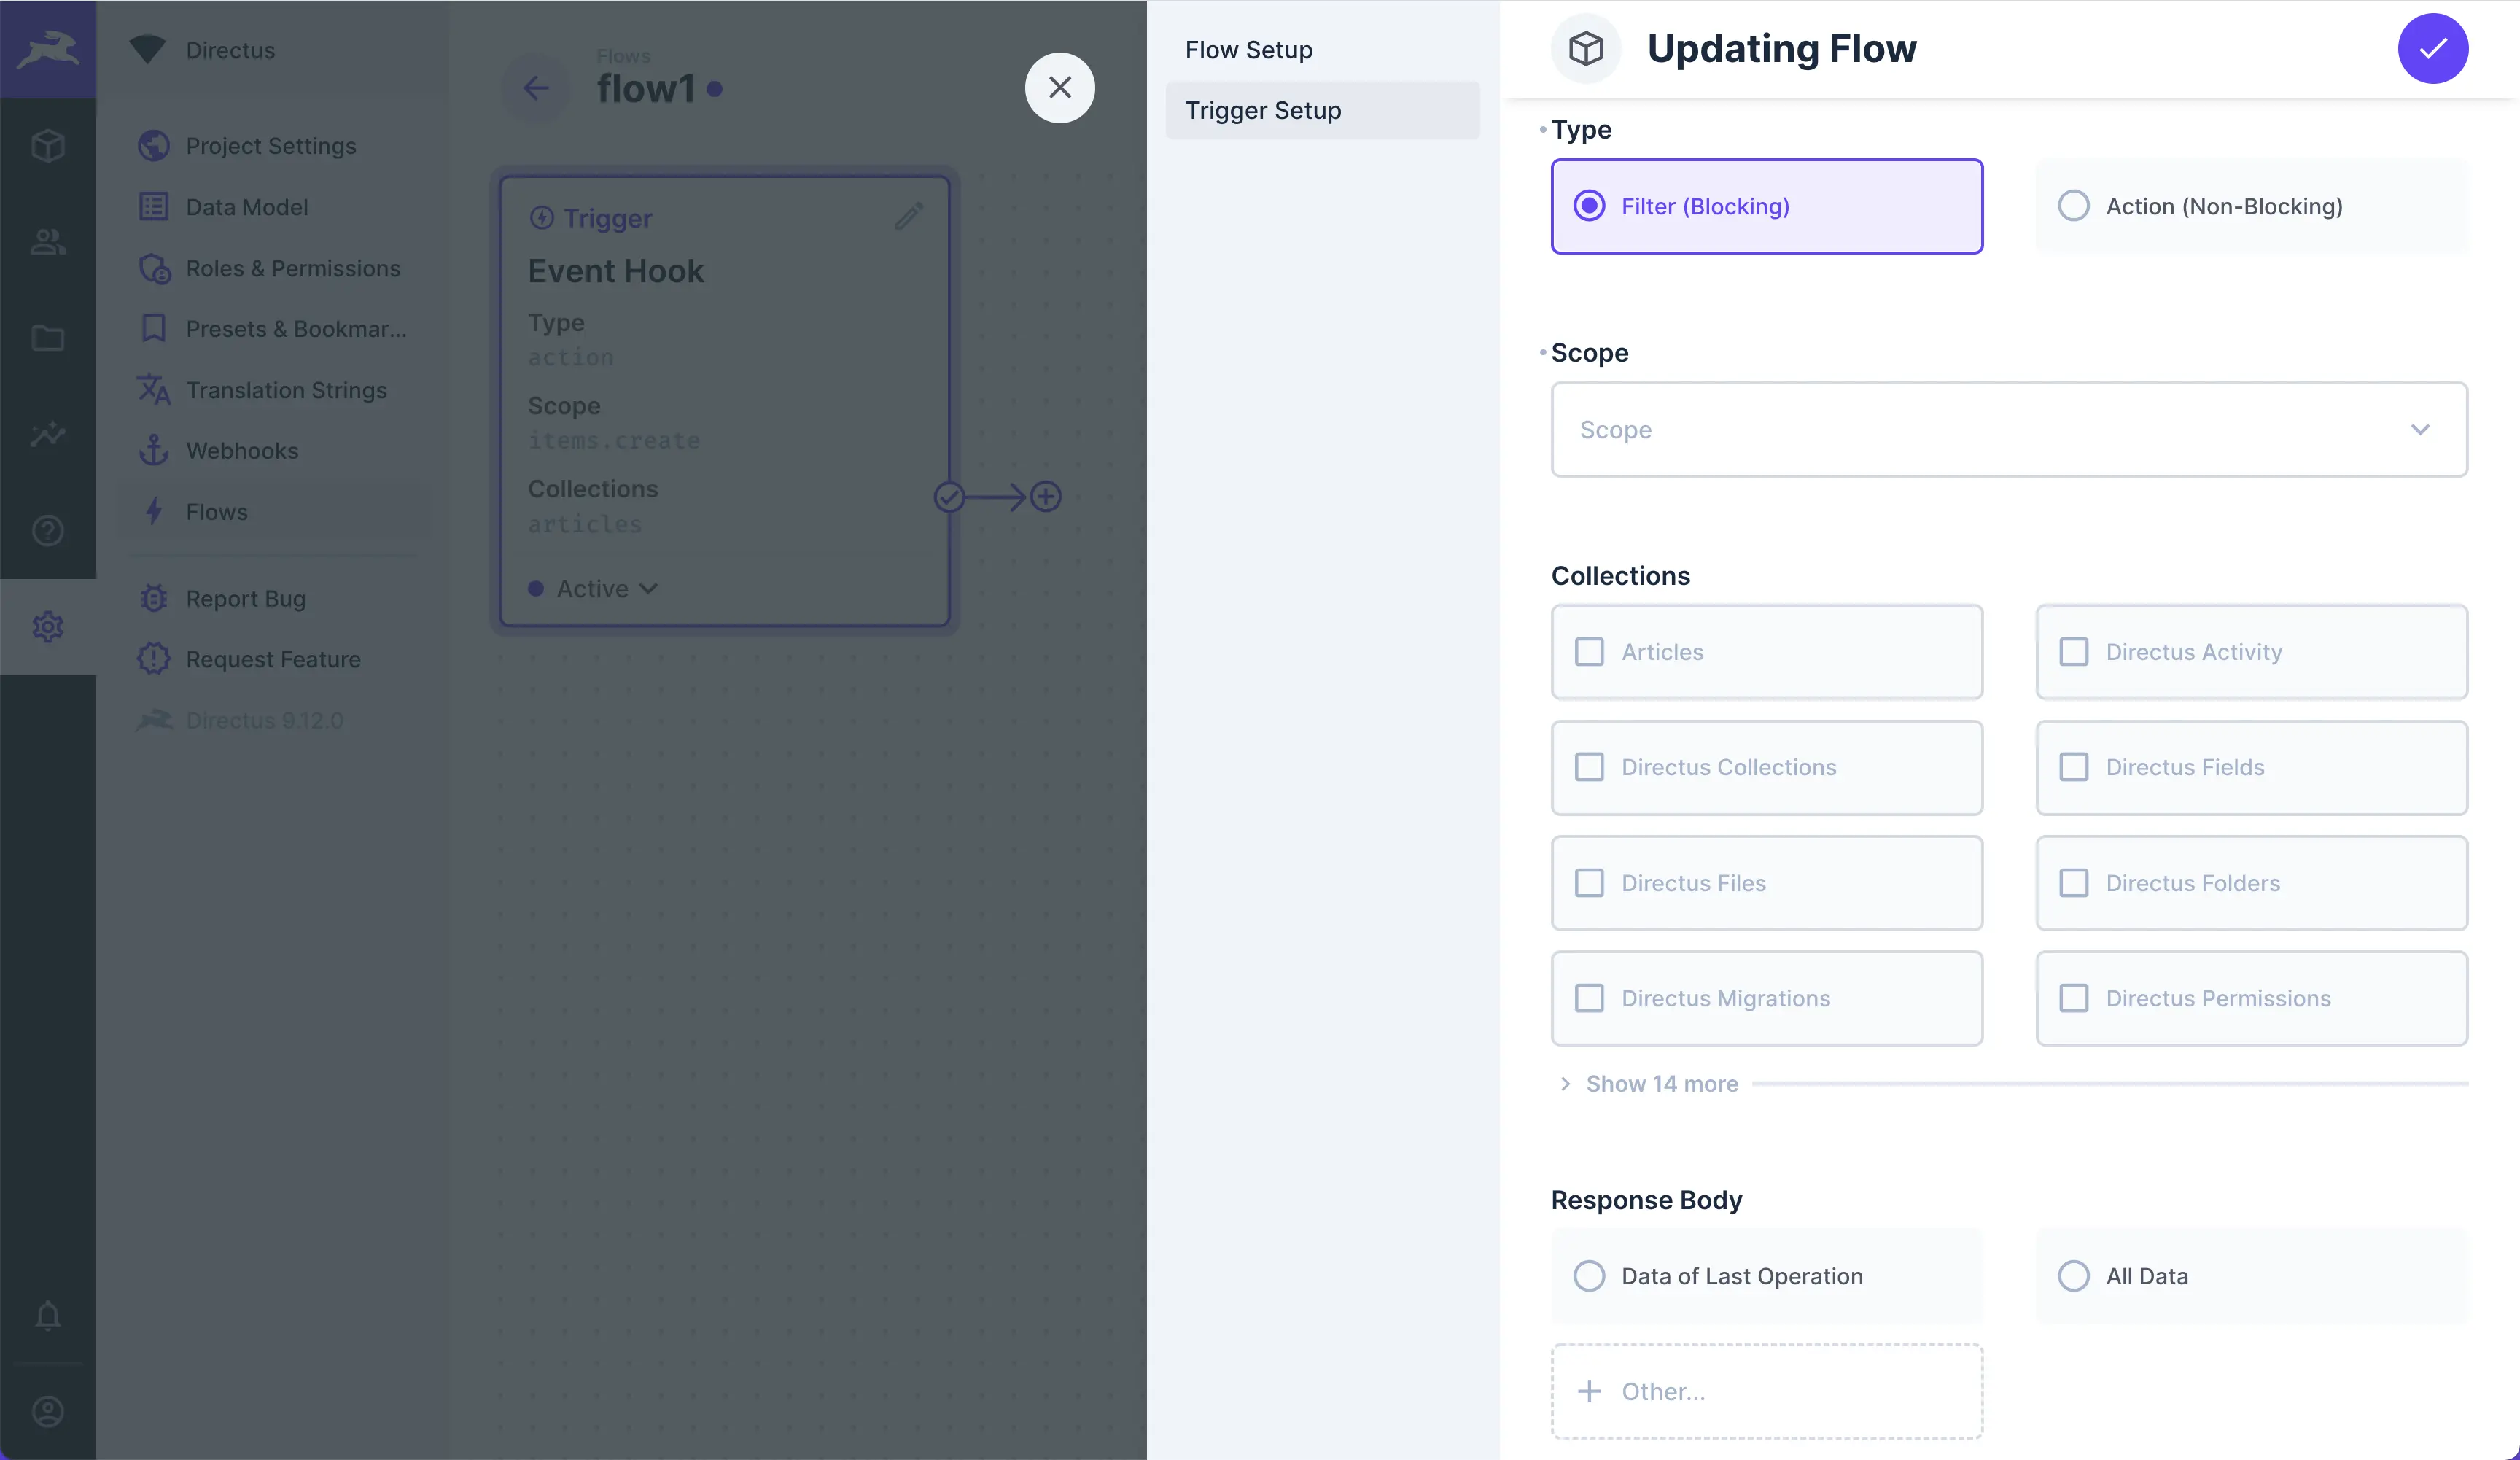 Directus
Project Settings
Data Model
Roles & Permissions
Presets & Bookmar...
Translation Strings
Webhooks
Flows
Report Bug
Request Feature
Directus 9.12.0
Flows
flow1
Trigger
Event Hook
Type
action
Scope
items.create
Collections
articles
Active
Flow Setup
Trigger Setup
Updating Flow
Type
Filter (Blocking)
Action (Non-Blocking)
Scope
Scope
Collections
Articles
Directus Activity
Directus Collections
Directus Fields
Directus Files
Directus Folders
Directus Migrations
Directus Permissions
Show 14 more
Response Body
Data of Last Operation
All Data
Other...